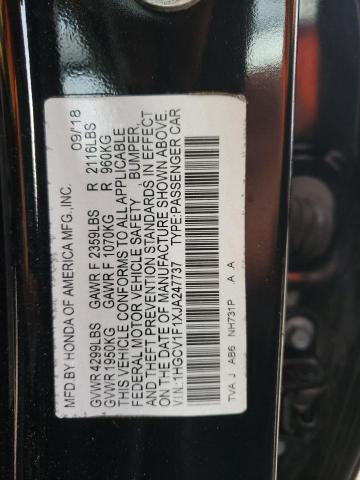 MFD.BY HONDA OF AMERICA MFG.,INC. 09/18
GVWR 4299LBS GAWR F 2359LBS R 2116LBS
GVWR 1950KG GAWR F 1070KG R 960KG
THIS VEHICLE CONFORMS TO ALL APPLICABLE
FEDERAL MOTOR VEHICLE SAFETY BUMPER,
AND THEFT PREVENTION STANDARDS IN EFFECT
ON THE DATE OF MANUFACTURE SHOWN ABOVE.
V.I.N.:1HGCV1F1XJA247737 TYPE:PASSENGER CAR
TVA J AB6 NH731P A A